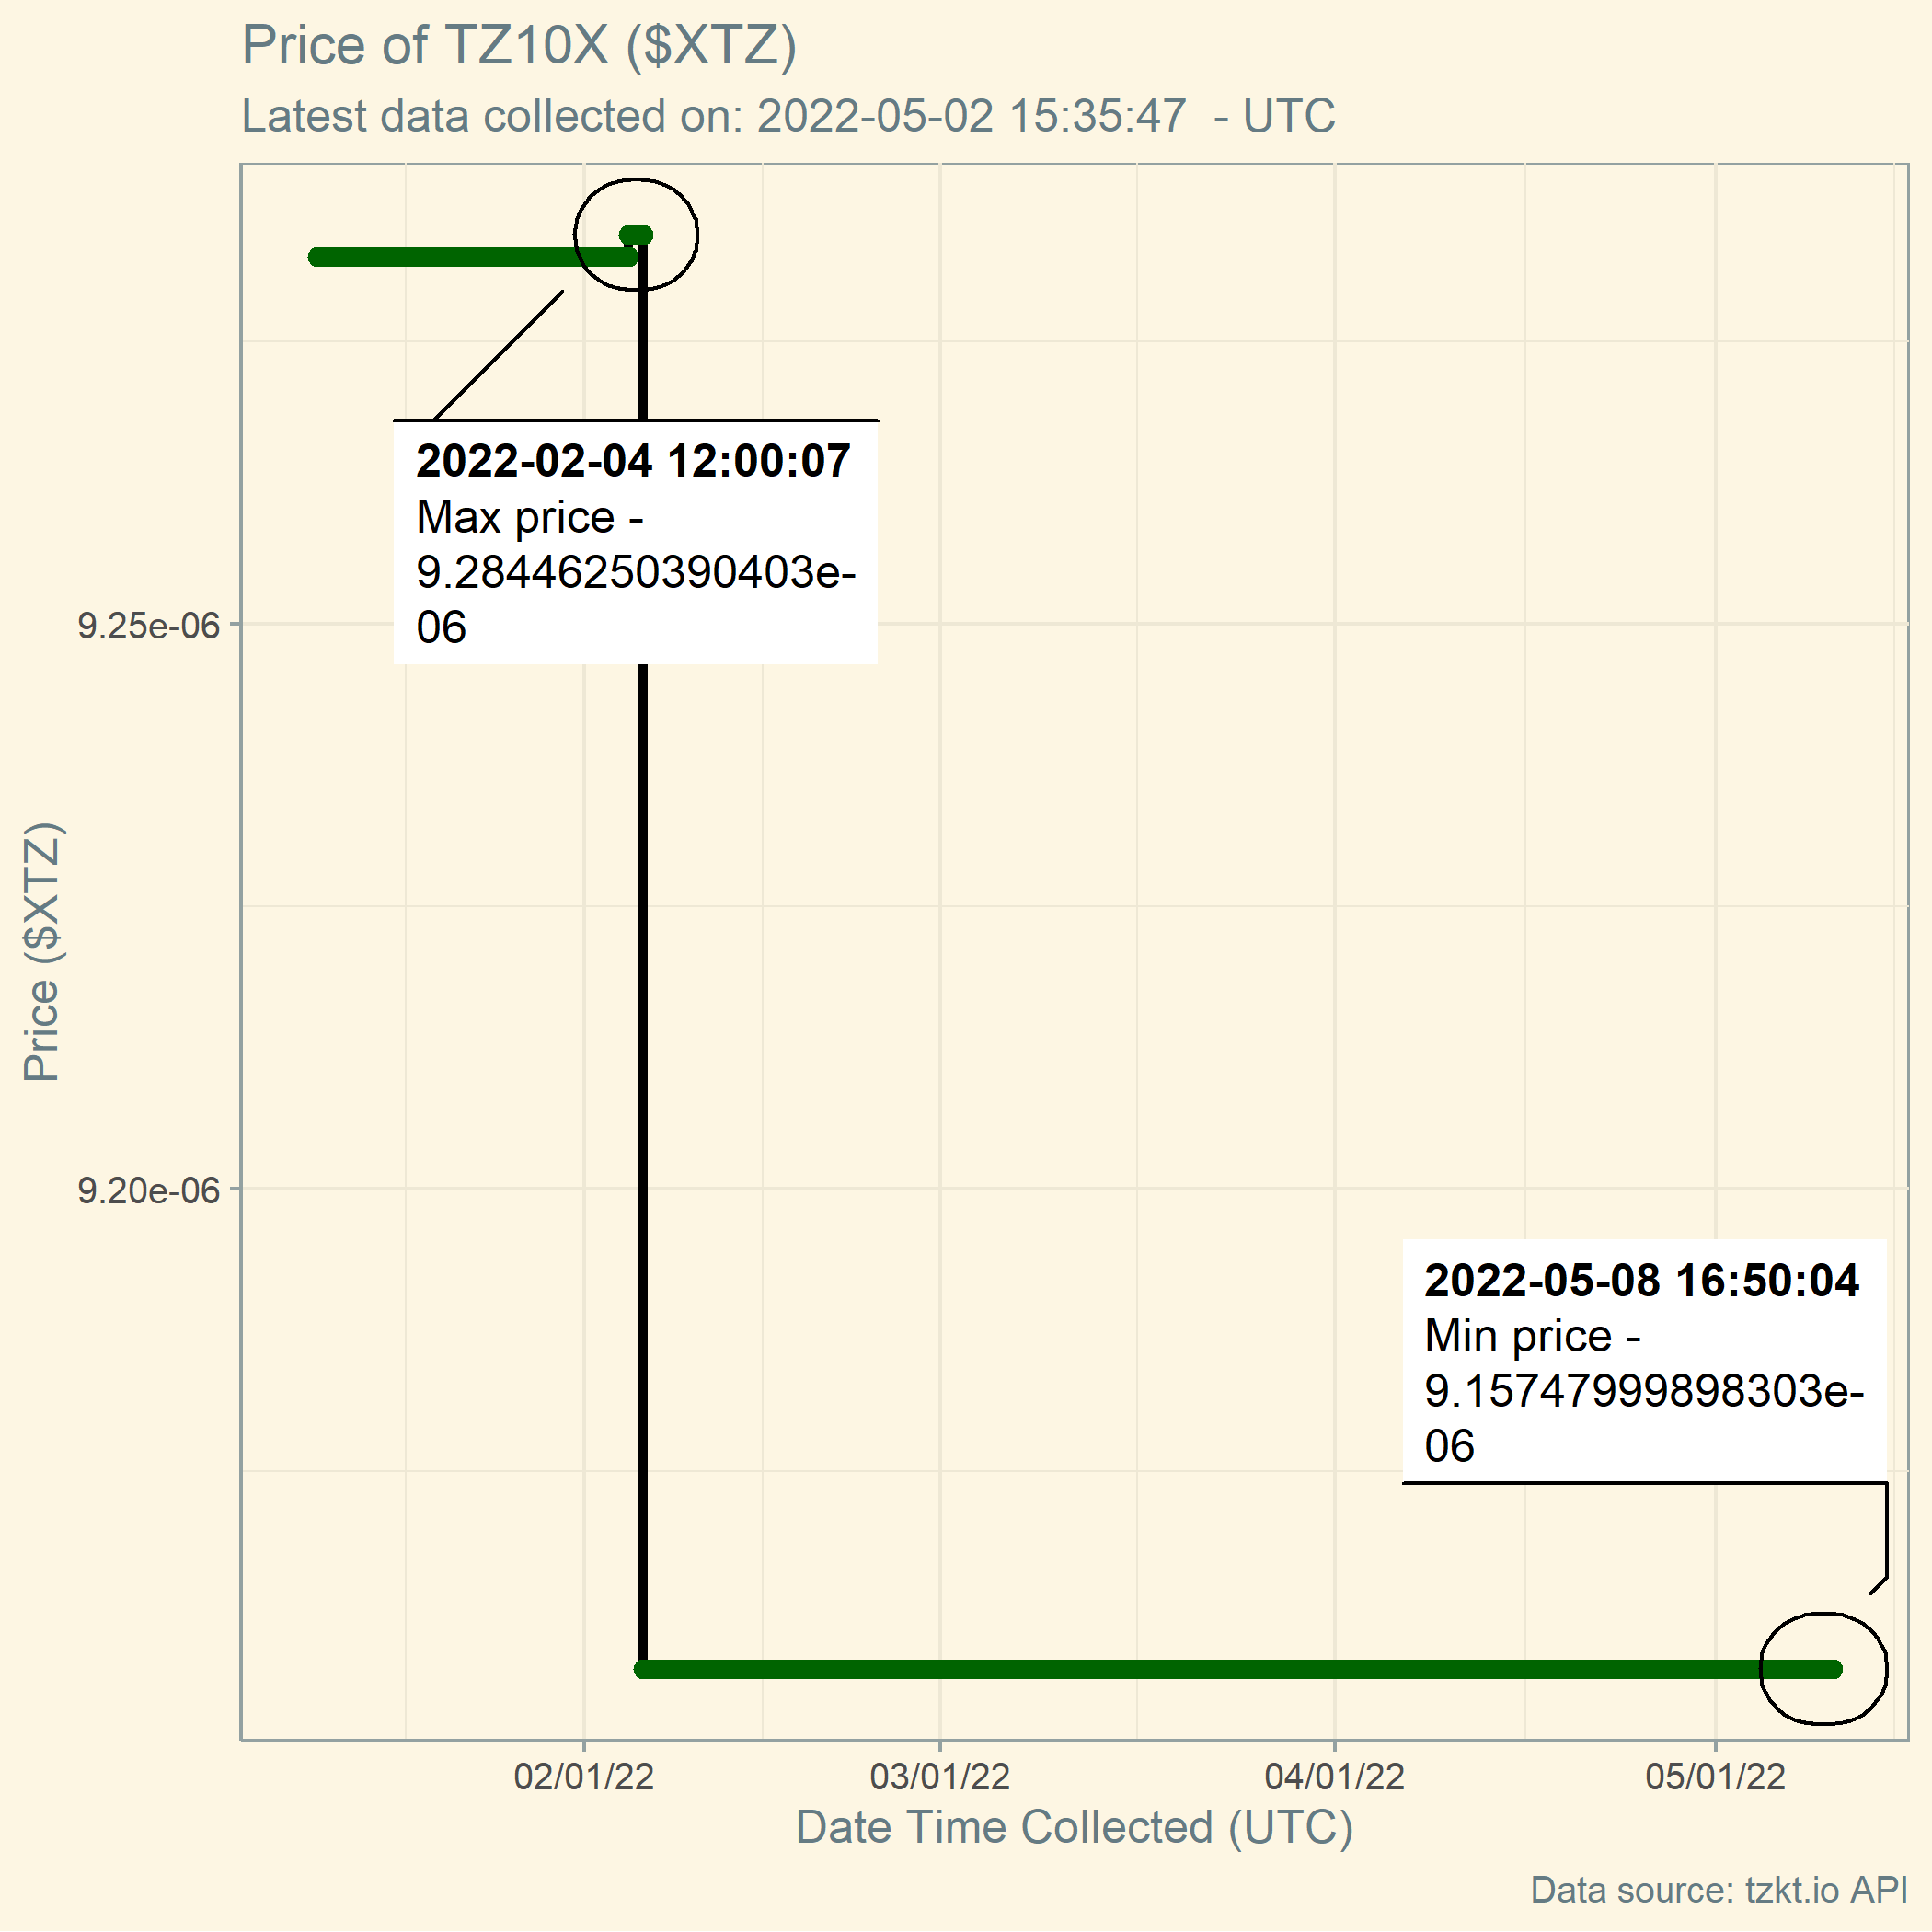 Price of TZ10X ($XTZ)
Latest data collected on: 2022-05-02 15:35:47  - UTC
2022-02-04 12:00:07
Max price -
9.28446250390403e-
06
9.25e-06
Price ($XTZ)
9.20e-06
2022-05-08 16:50:04
Min price -
9.15747999898303e-
06
02/01/22
03/01/22
04/01/22
05/01/22
Date Time Collected (UTC)
Data source: tzkt.io API